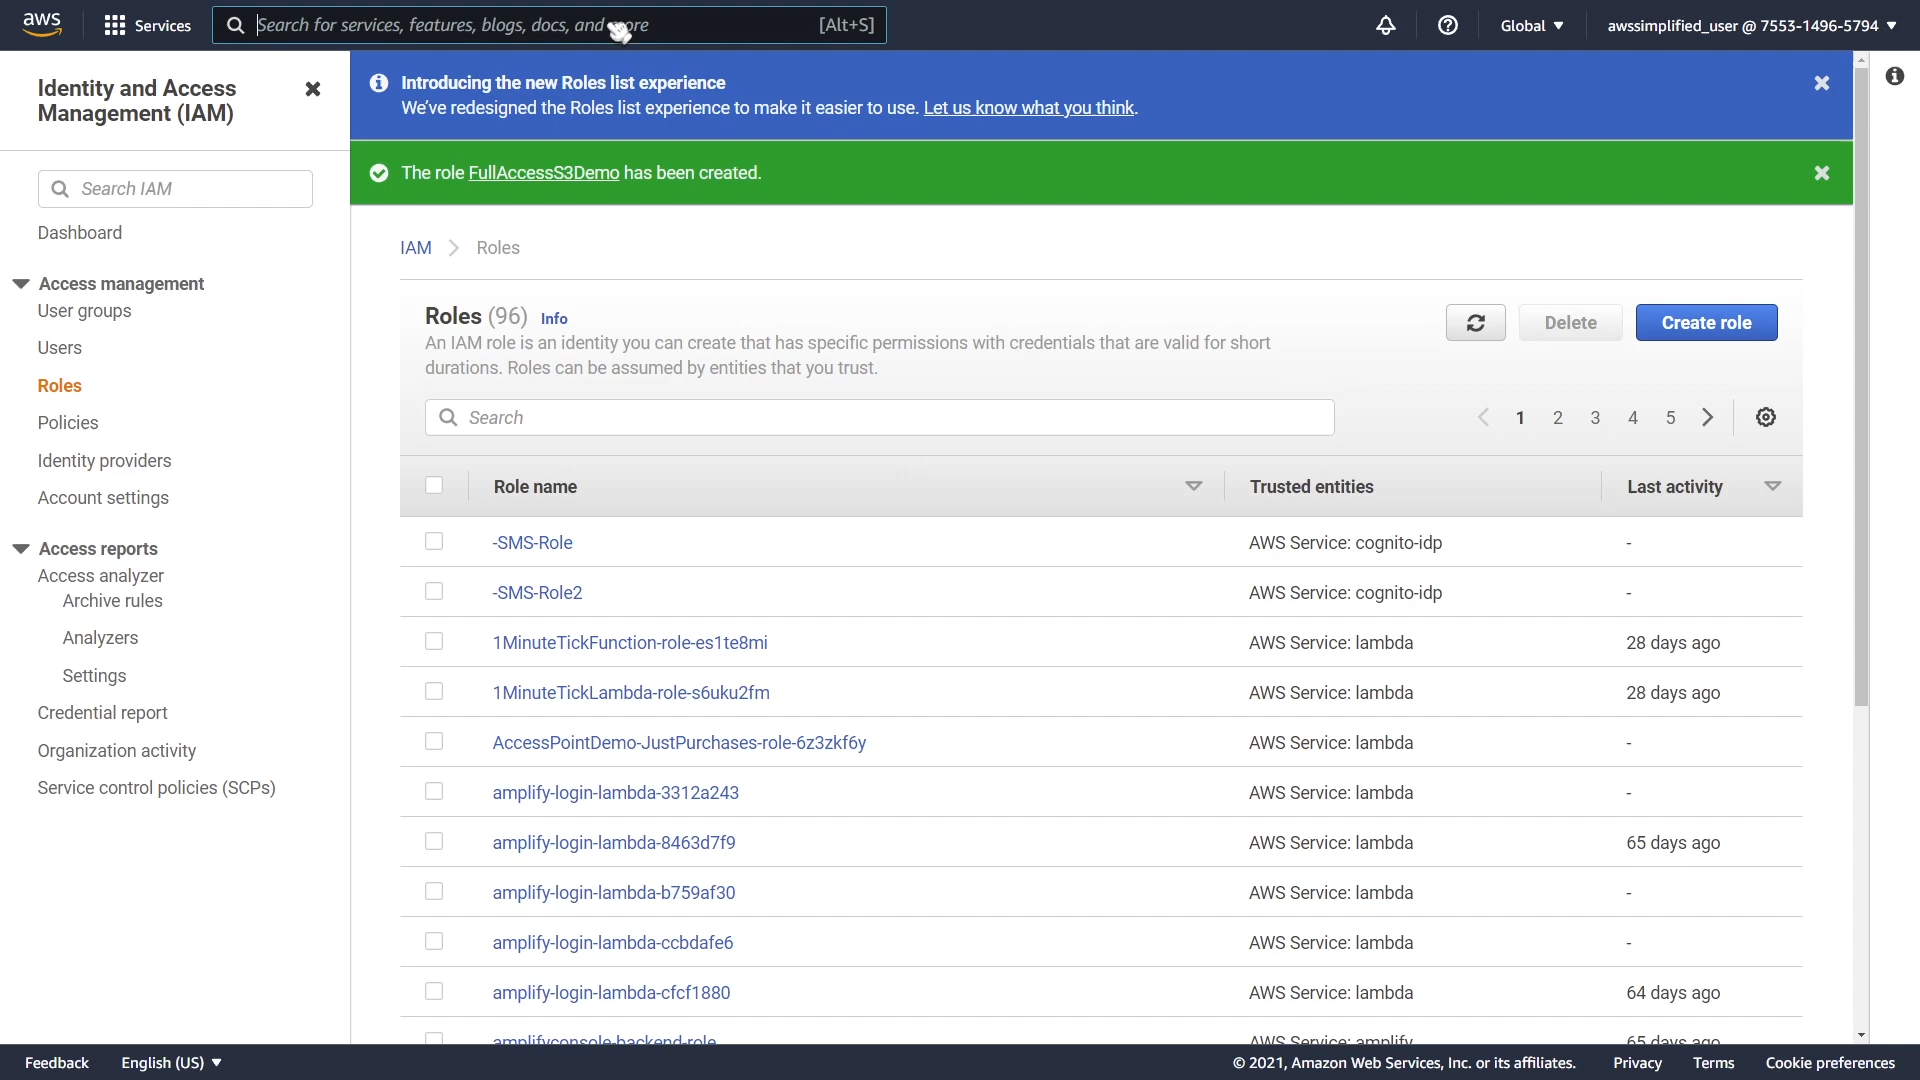 aws
Services
Search for services, features, blogs, docs, and more
[Alt+S]
Global
awssimplified_user @ 7553-1496-5794
Identity and Access
Management (IAM)
Search IAM
Dashboard
Access management
User groups
Users
Roles
Policies
Identity providers
Account settings
Access reports
Access analyzer
Archive rules
Analyzers
Settings
Credential report
Organization activity
Service control policies (SCPs)
Introducing the new Roles list experience
We've redesigned the Roles list experience to make it easier to use. Let us know what you think.
The role FullAccessS3Demo has been created.
IAM Roles
Roles (96) Info
An IAM role is an identity you can create that has specific permissions with credentials that are valid for short
durations. Roles can be assumed by entities that you trust.
Delete
Create role
Search
1 2 3 4 5
Role name Trusted entities Last activity
-SMS-Role AWS Service: cognito-idp -
-SMS-Role2 AWS Service: cognito-idp -
1MinuteTickFunction-role-es1te8mi AWS Service: lambda 28 days ago
1MinuteTickLambda-role-s6uku2fm AWS Service: lambda 28 days ago
AccessPointDemo-JustPurchases-role-6z3zkf6y AWS Service: lambda -
amplify-login-lambda-3312a243 AWS Service: lambda -
amplify-login-lambda-8463d7f9 AWS Service: lambda 65 days ago
amplify-login-lambda-b759af30 AWS Service: lambda -
amplify-login-lambda-ccbdafe6 AWS Service: lambda -
amplify-login-lambda-cfcf1880 AWS Service: lambda 64 days ago
amplifyconsole-backend-role AWS Service: amplify 65 days ago
Feedback
English (US)
© 2021, Amazon Web Services, Inc. or its affiliates.
Privacy
Terms
Cookie preferences